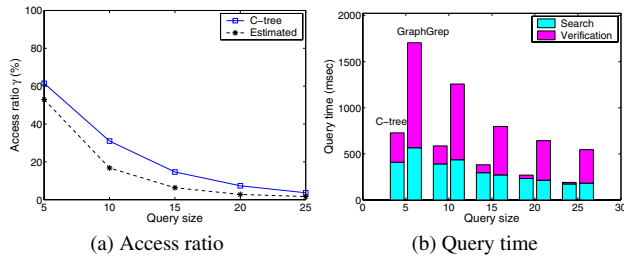 100
80
60
40
20
0
5
10
15
20
25
Access ratio γ (%)
Query size
C-tree
Estimated
(a) Access ratio
2000
1500
1000
500
0
0
5
10
15
20
25
30
Query time (msec)
Query size
GraphGrep
C-tree
Search
Verification
(b) Query time